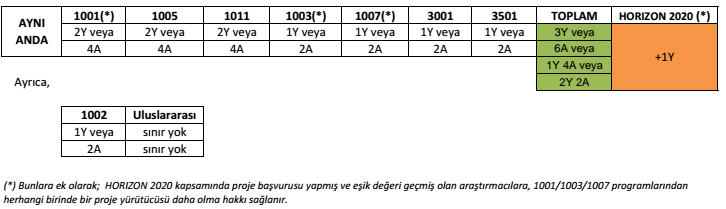 AYNI ANDA 1001(*) 1005 1011 1003(*) 1007(*) 3001 3501 TOPLAM HORIZON 2020 (*)
2Y veya 2Y veya 2Y veya 1Y veya 1Y veya 1Y veya 1Y veya 3Y veya +1Y
4A 4A 4A 2A 2A 2A 2A 6A veya
1Y 4A veya
2Y 2A
Ayrıca,
1002 Uluslararası
1Y veya sınır yok
2A sınır yok
(*) Bunlara ek olarak; HORIZON 2020 kapsamında proje başvurusu yapmış ve eşik değeri geçmiş olan araştırmacılara, 1001/1003/1007 programlarından
herhangi birinde bir proje yürütücüsü daha olma hakkı sağlanır.